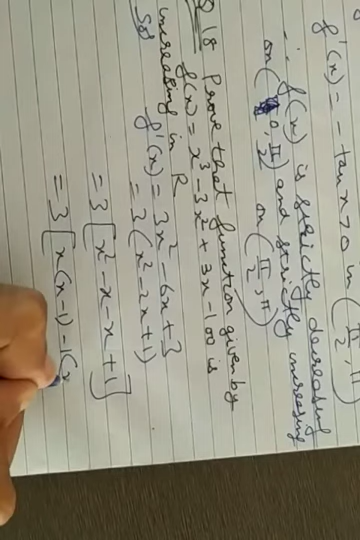 f'(x) = -tan x > 0 in (π/2, π)
∴ f(x) is strictly decreasing
on (0, π/2) and strictly increasing
on (π/2, π)
Q 18 Prove that function given by
f(x) = x³ - 3x² + 3x - 100 is
increasing in R
Sol f'(x) = 3x² - 6x + 3
= 3(x² - 2x + 1)
= 3[x² - x - x + 1]
= 3[x(x-1) - 1(x